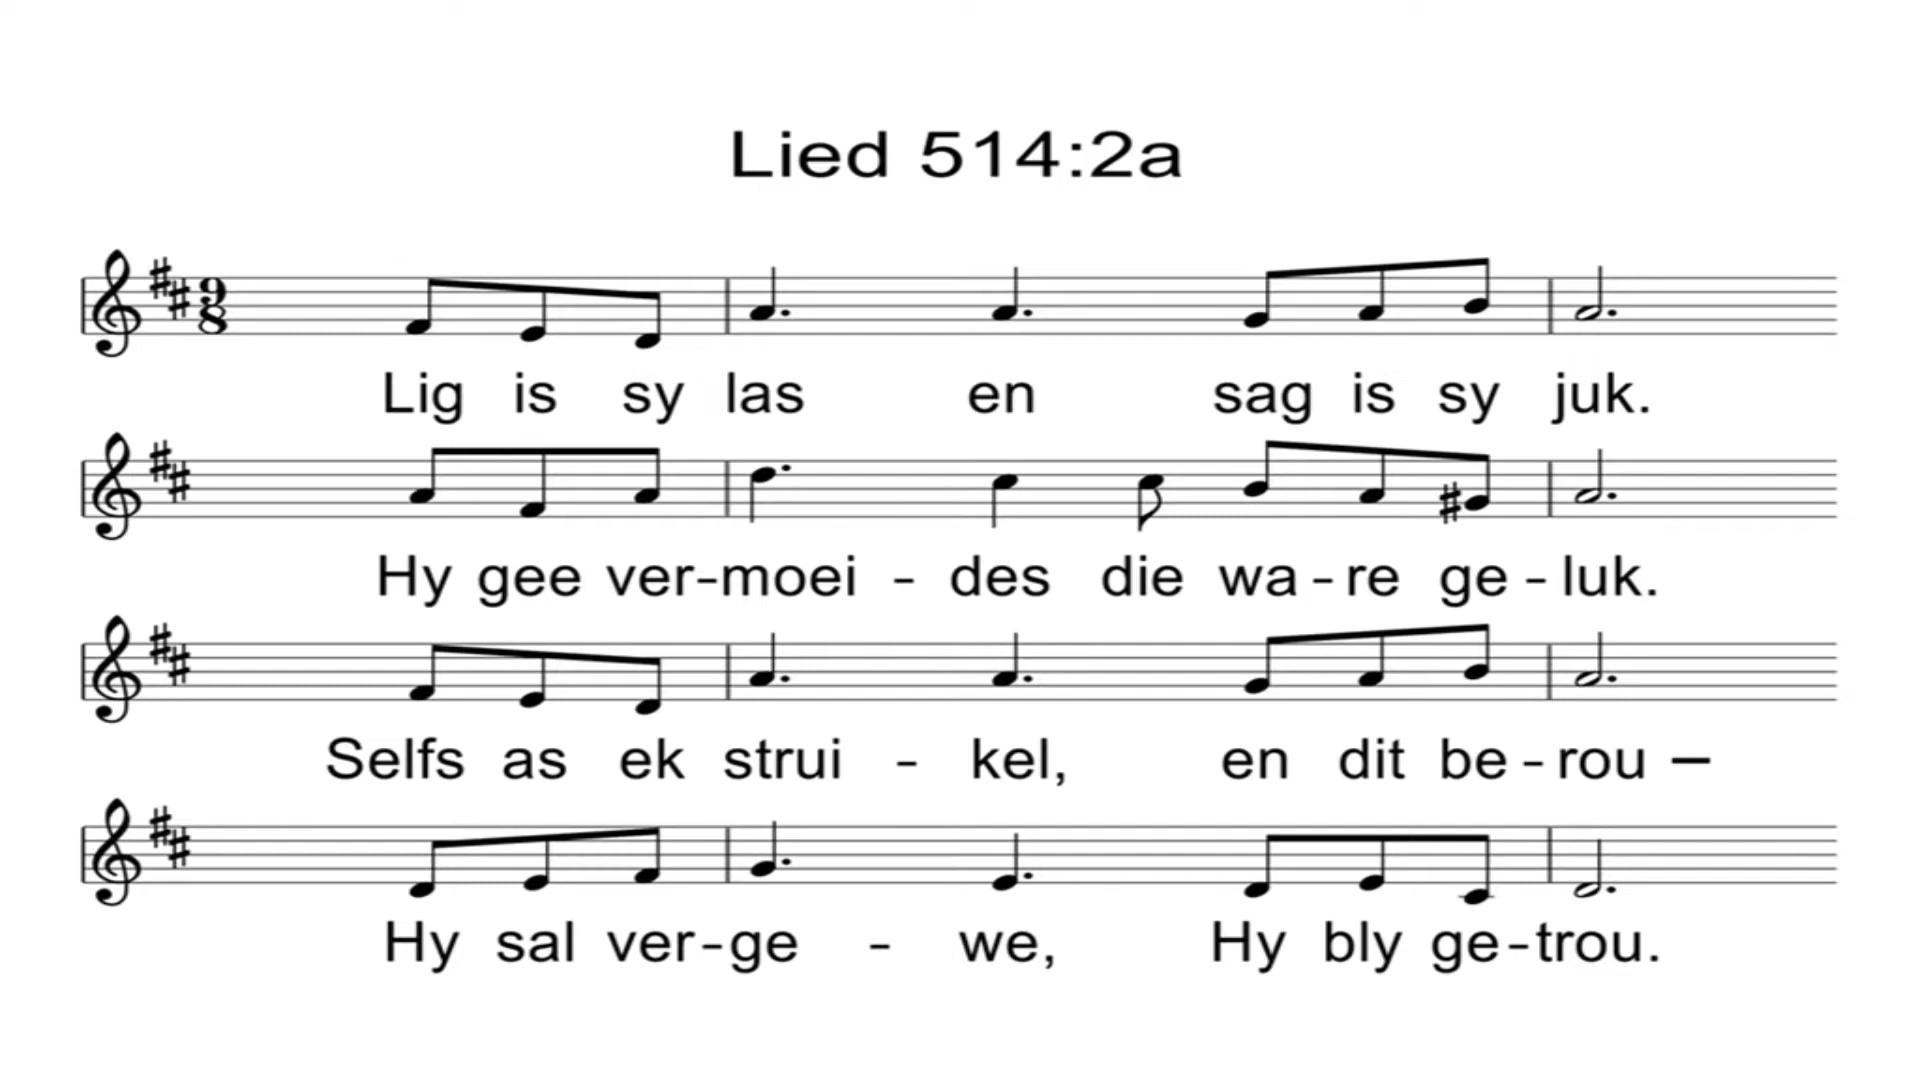 Lied 514:2a
9
8
Lig is sy las en sag is sy juk.
Hy gee ver-moei - des die wa - re ge - luk.
Selfs as ek strui - kel, en dit be - rou –
Hy sal ver-ge - we, Hy bly ge-trou.